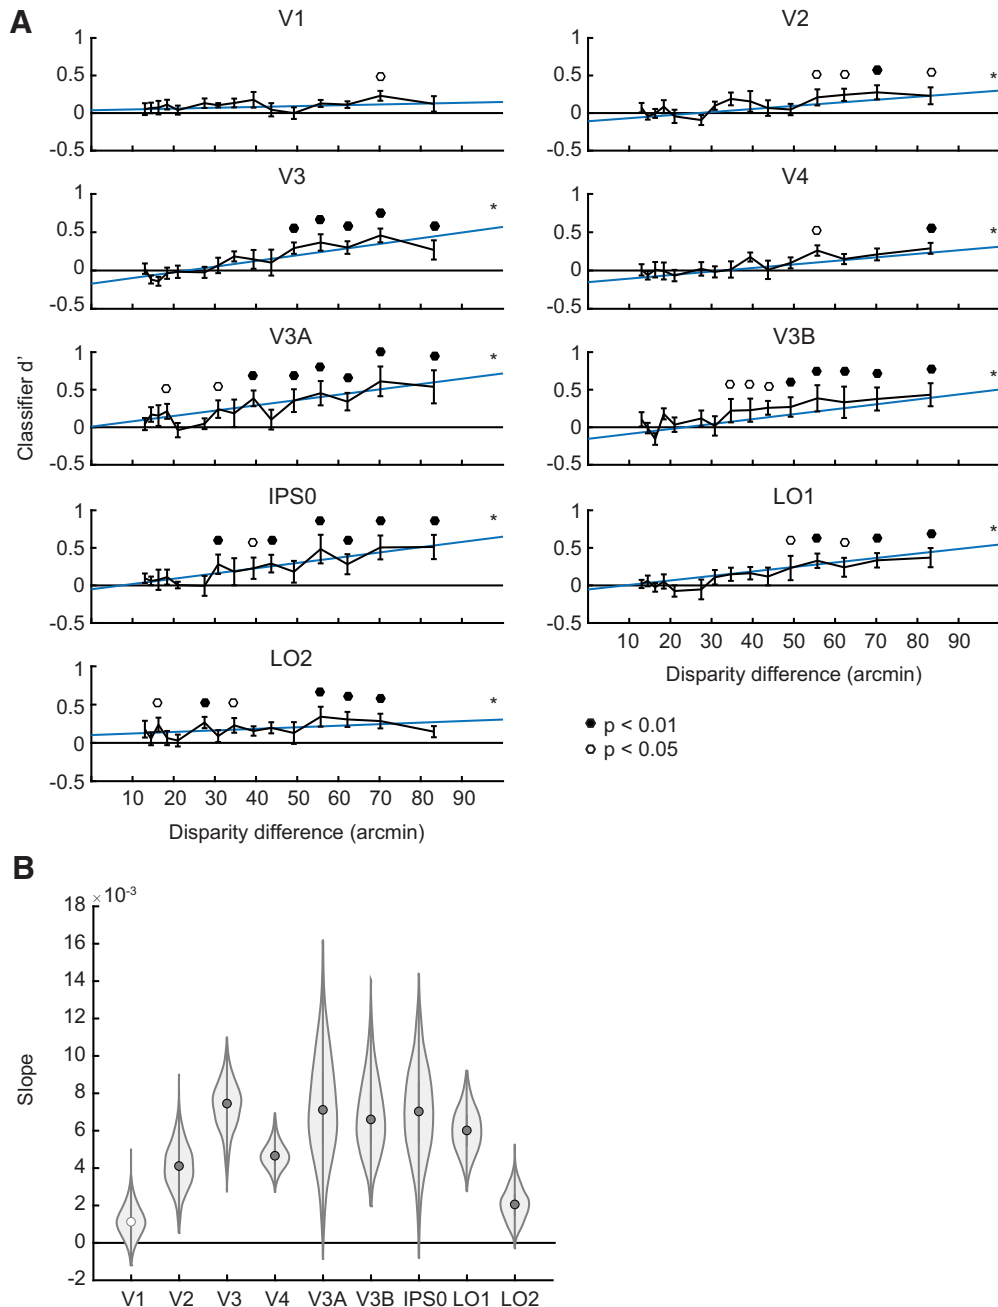 A
V1
1
0.5
0
-0.5
V2
1
0.5
0
-0.5
*
V3
1
0.5
0
-0.5
*
V4
1
0.5
0
-0.5
*
V3A
1
0.5
0
-0.5
*
V3B
1
0.5
0
-0.5
*
Classifier d'
IPS0
1
0.5
0
-0.5
*
LO1
1
0.5
0
-0.5
*
10 20 30 40 50 60 70 80 90
Disparity difference (arcmin)
LO2
1
0.5
0
-0.5
*
10 20 30 40 50 60 70 80 90
Disparity difference (arcmin)
p < 0.01
p < 0.05
B
×10-3
18
16
14
12
10
8
6
4
2
0
-2
Slope
V1 V2 V3 V4 V3A V3B IPS0 LO1 LO2